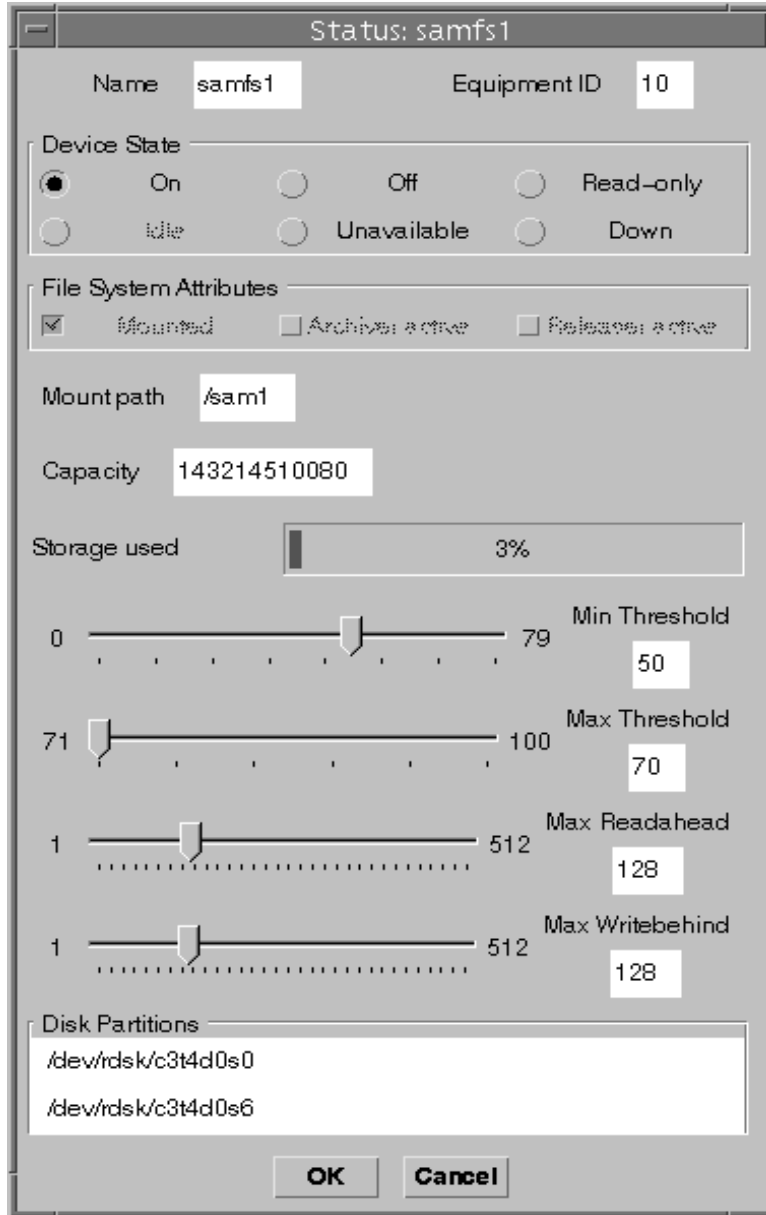 Status: samfs1
Name samfs1 Equipment ID 10
Device State
On Off Read-only
Idle Unavailable Down
File System Attributes
Mounted Archiver active Releaser active
Mount path /sam1
Capacity 143214510080
Storage used 3%
Min Threshold
0 79
50
Max Threshold
71 100
70
Max Readahead
1 512
128
Max Writebehind
1 512
128
Disk Partitions
/dev/rdsk/c3t4d0s0
/dev/rdsk/c3t4d0s6
OK Cancel